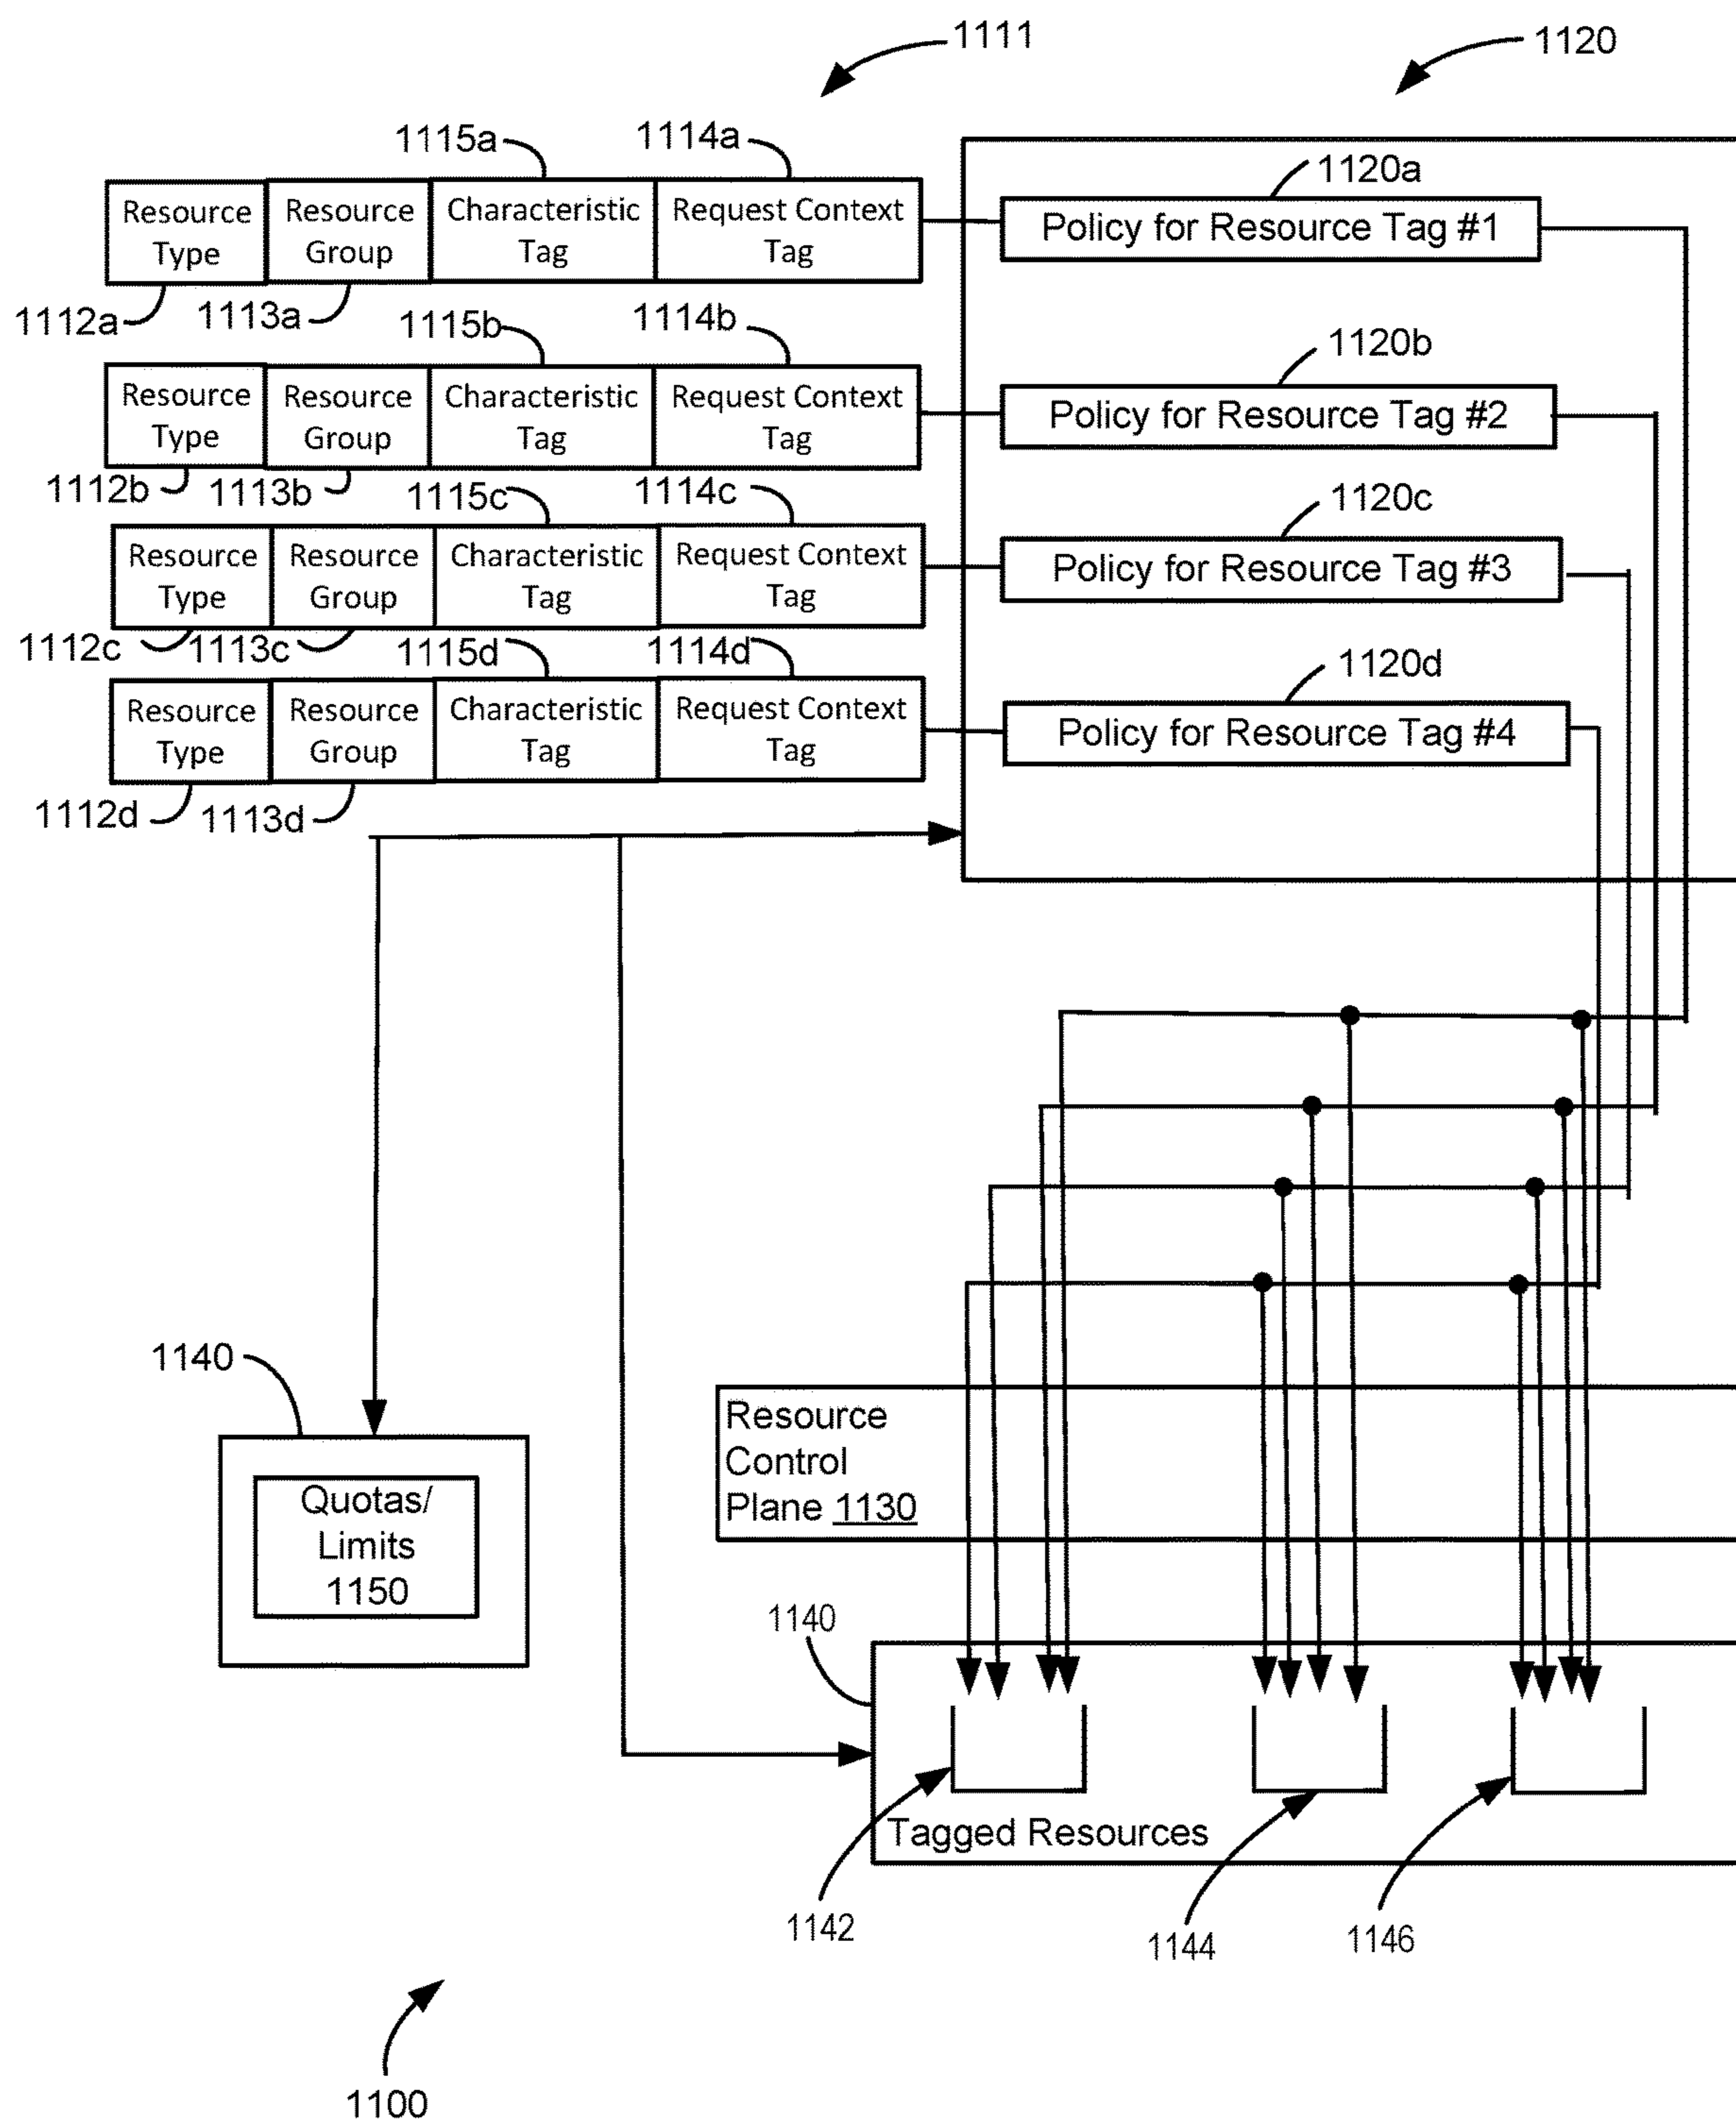 1111
1120
1115a
1114a
1120a
Resource
Type
Resource
Group
Characteristic
Tag
Request Context
Tag
Policy for Resource Tag #1
1112a
1113a
1115b
1114b
1120b
Resource
Type
Resource
Group
Characteristic
Tag
Request Context
Tag
Policy for Resource Tag #2
1112b
1113b
1115c
1114c
1120c
Resource
Type
Resource
Group
Characteristic
Tag
Request Context
Tag
Policy for Resource Tag #3
1112c
1113c
1115d
1114d
1120d
Resource
Type
Resource
Group
Characteristic
Tag
Request Context
Tag
Policy for Resource Tag #4
1112d
1113d
1140
Resource
Control
Plane 1130
Quotas/
Limits
1150
1140
Tagged Resources
1142
1144
1146
1100